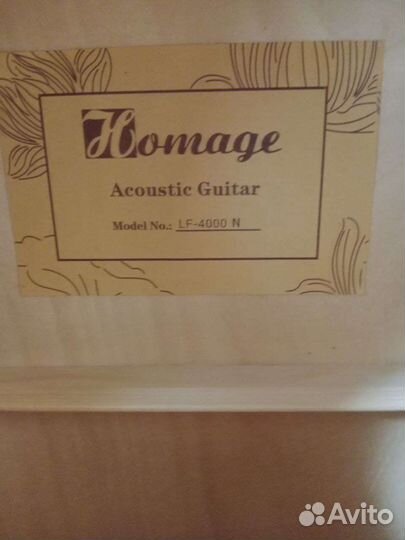 Homage
Acoustic Guitar
Model No.: LF-4000 N
Avito